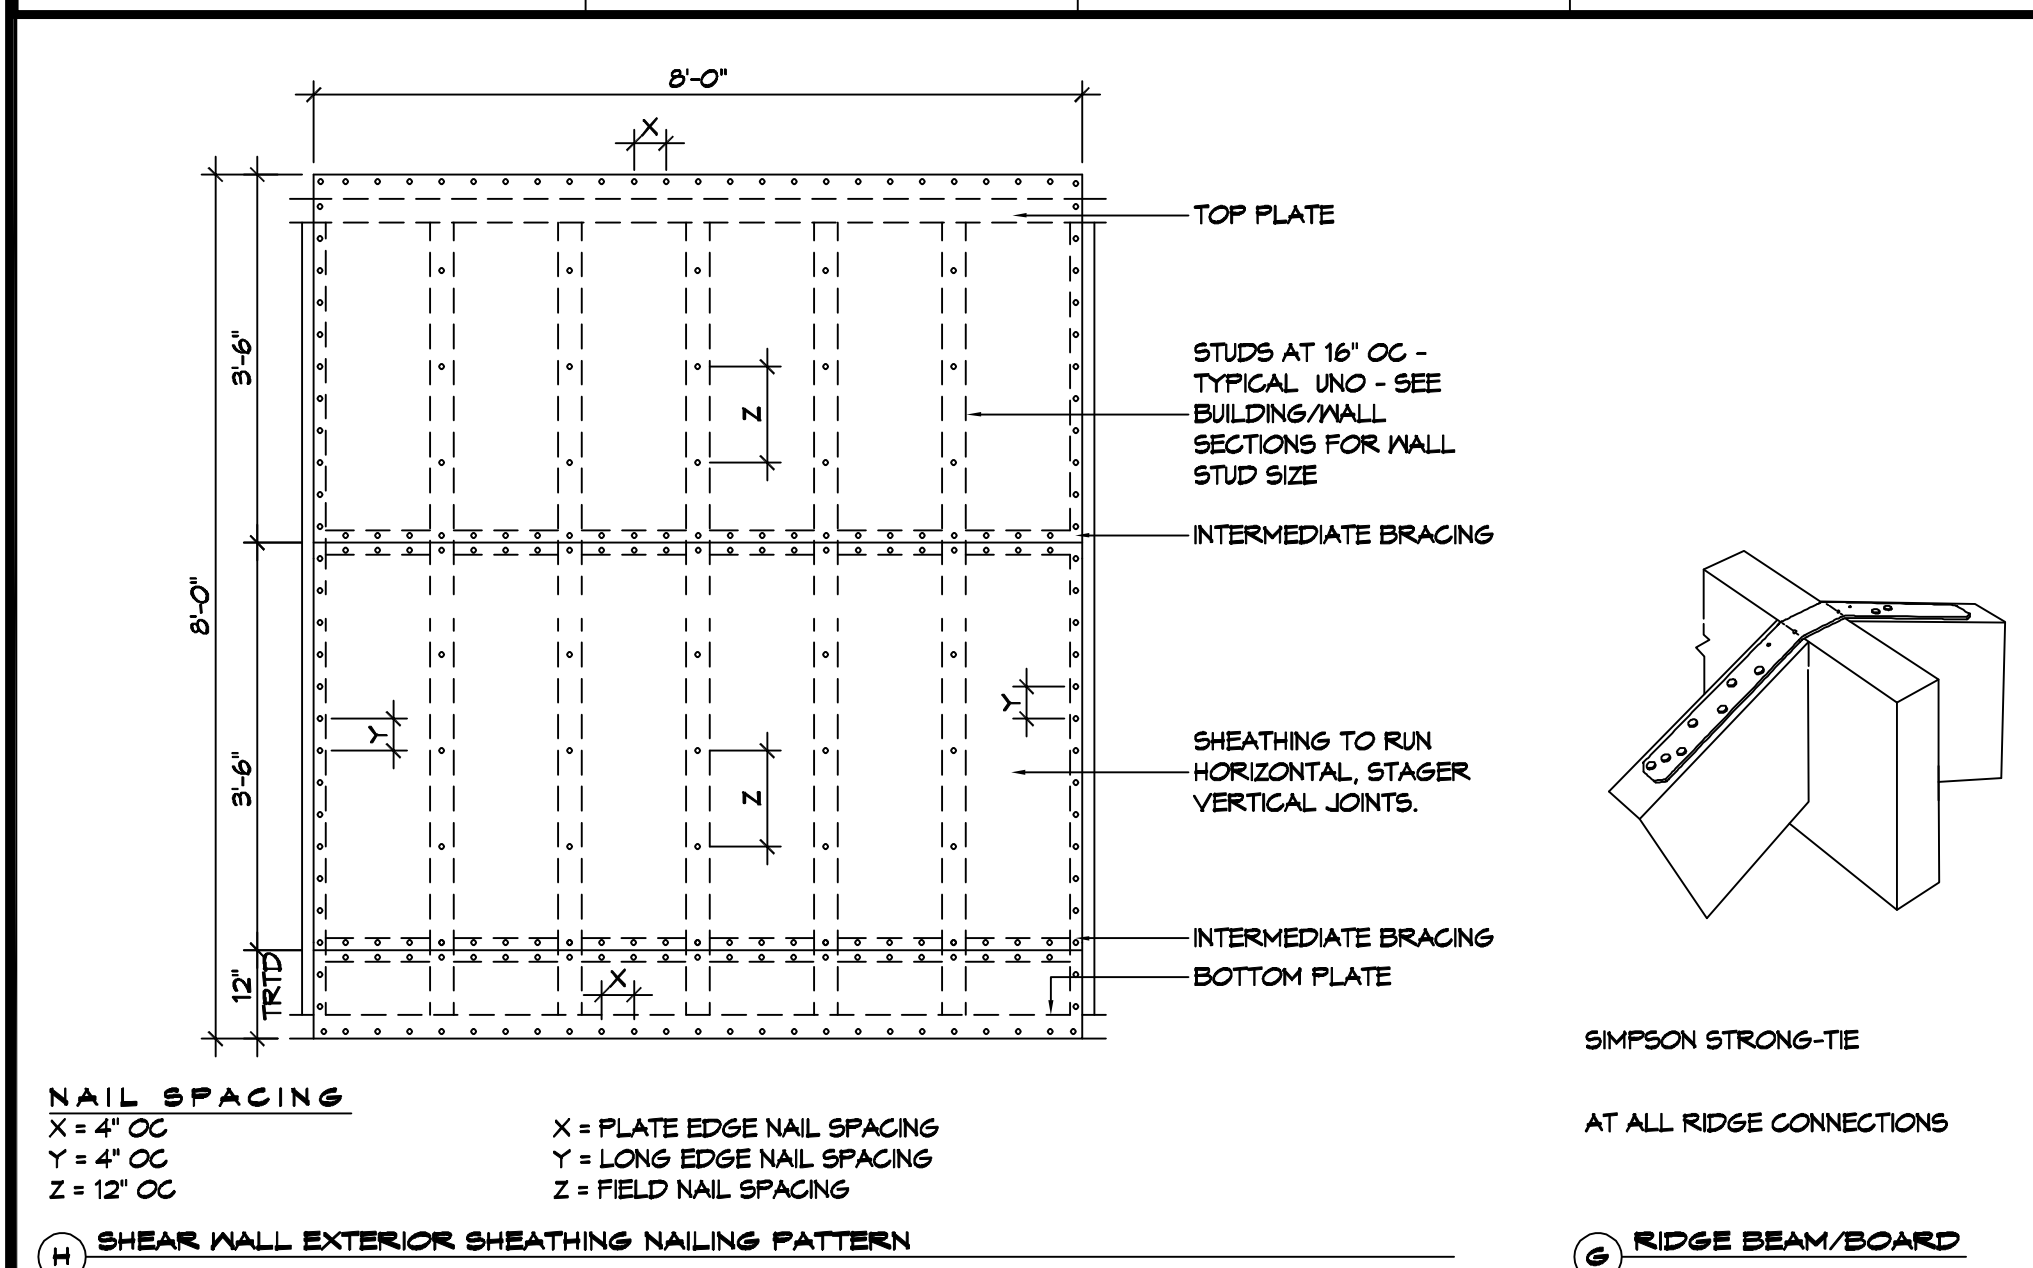 8'-0"
X
TOP PLATE
3'-6"
STUDS AT 16" OC -
TYPICAL UNO - SEE
BUILDING/WALL
SECTIONS FOR WALL
STUD SIZE
Z
INTERMEDIATE BRACING
8'-0"
Y
Y
SHEATHING TO RUN
HORIZONTAL, STAGER
VERTICAL JOINTS.
3'-6"
Z
INTERMEDIATE BRACING
12"
TRTD
X
BOTTOM PLATE
NAIL SPACING
X = 4" OC
Y = 4" OC
Z = 12" OC
X = PLATE EDGE NAIL SPACING
Y = LONG EDGE NAIL SPACING
Z = FIELD NAIL SPACING
H SHEAR WALL EXTERIOR SHEATHING NAILING PATTERN
SIMPSON STRONG-TIE
AT ALL RIDGE CONNECTIONS
G RIDGE BEAM/BOARD